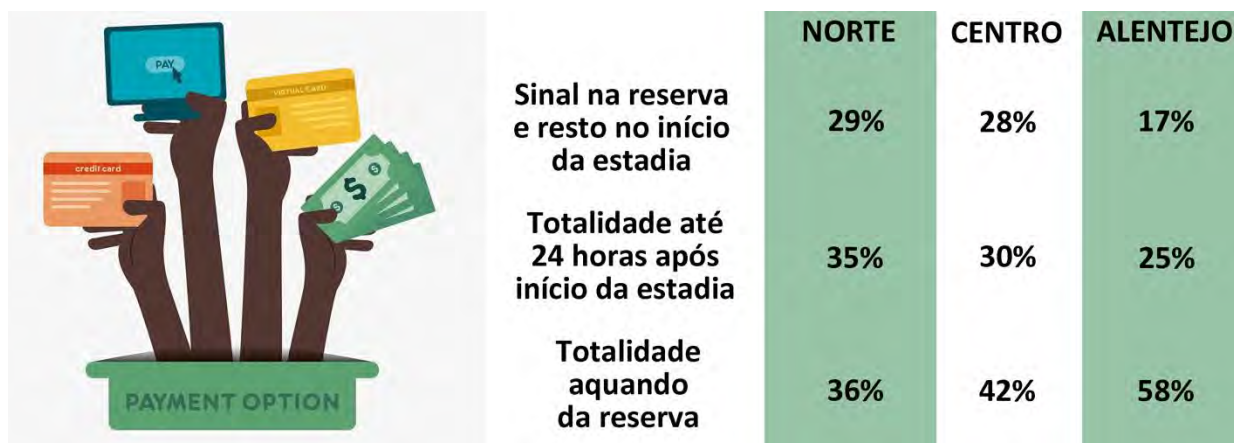 PAY
VIRTUAL CARD
credit card
PAYMENT OPTION
NORTE CENTRO ALENTEJO
Sinal na reserva
e resto no início
da estadia
29% 28% 17%
Totalidade até
24 horas após
início da estadia
35% 30% 25%
Totalidade
aquando
da reserva
36% 42% 58%